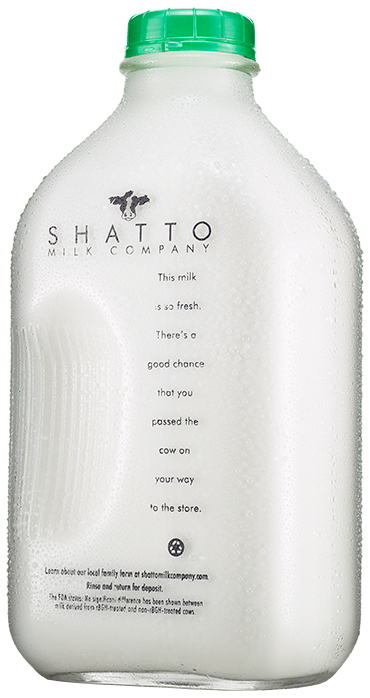 SHATTO
MILK COMPANY
This milk
is so fresh.
There's a
good chance
that you
passed the
cow on
your way
to the store.
Learn about our local family farm at shattomilkcompany.com.
Rinse and return for deposit.
The FDA states: No significant difference has been shown between
milk derived from rBGH-treated and non-rBGH-treated cows.